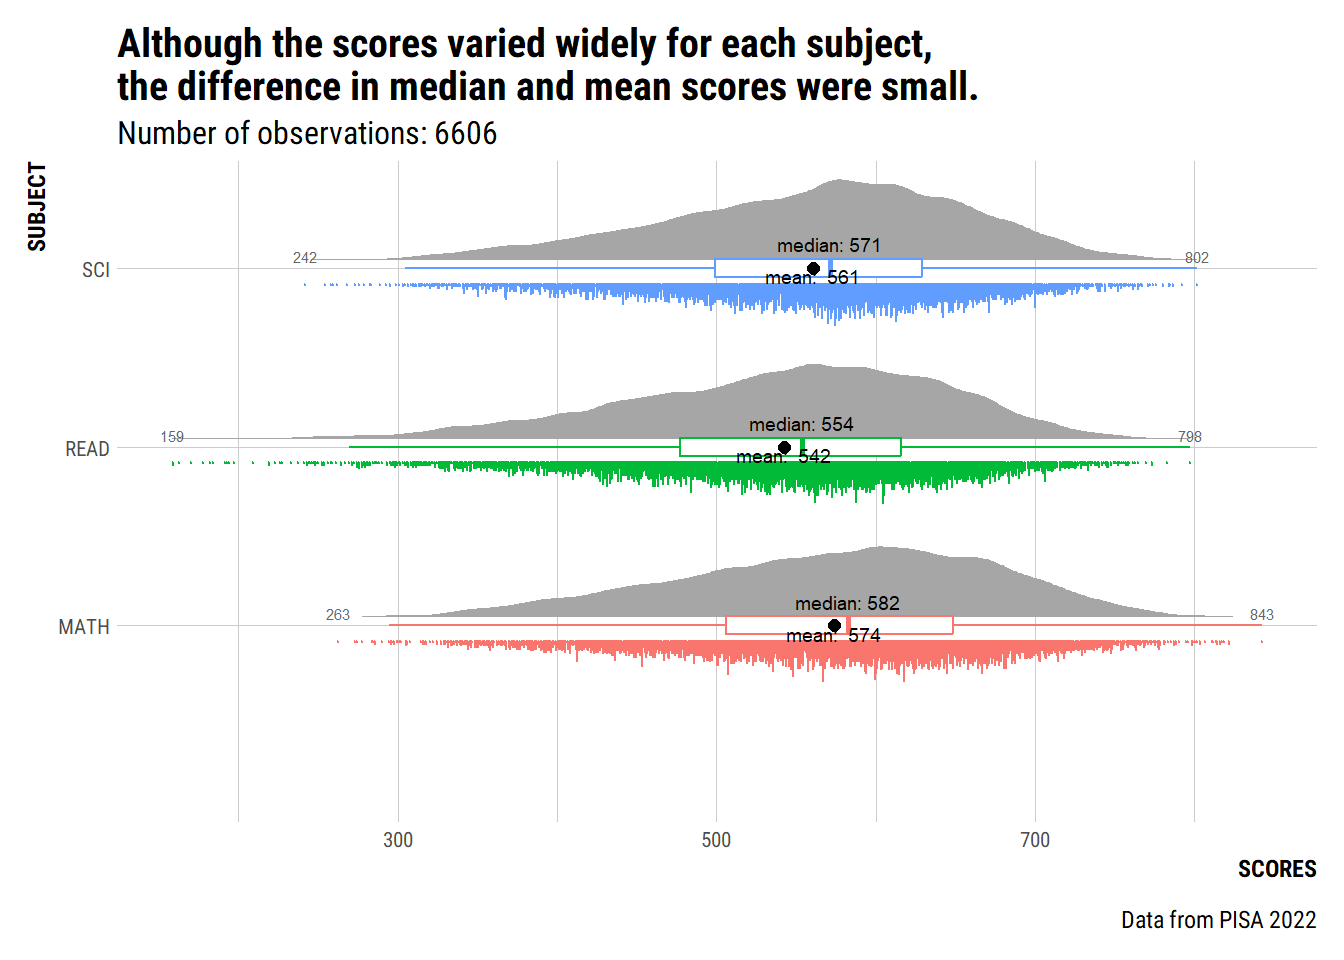 Although the scores varied widely for each subject,
the difference in median and mean scores were small.
Number of observations: 6606
SUBJECT
median: 571
242
802
SCI
mean: 561
median: 554
159
798
READ
mean: 542
median: 582
263
843
MATH
mean: 574
300
500
700
SCORES
Data from PISA 2022